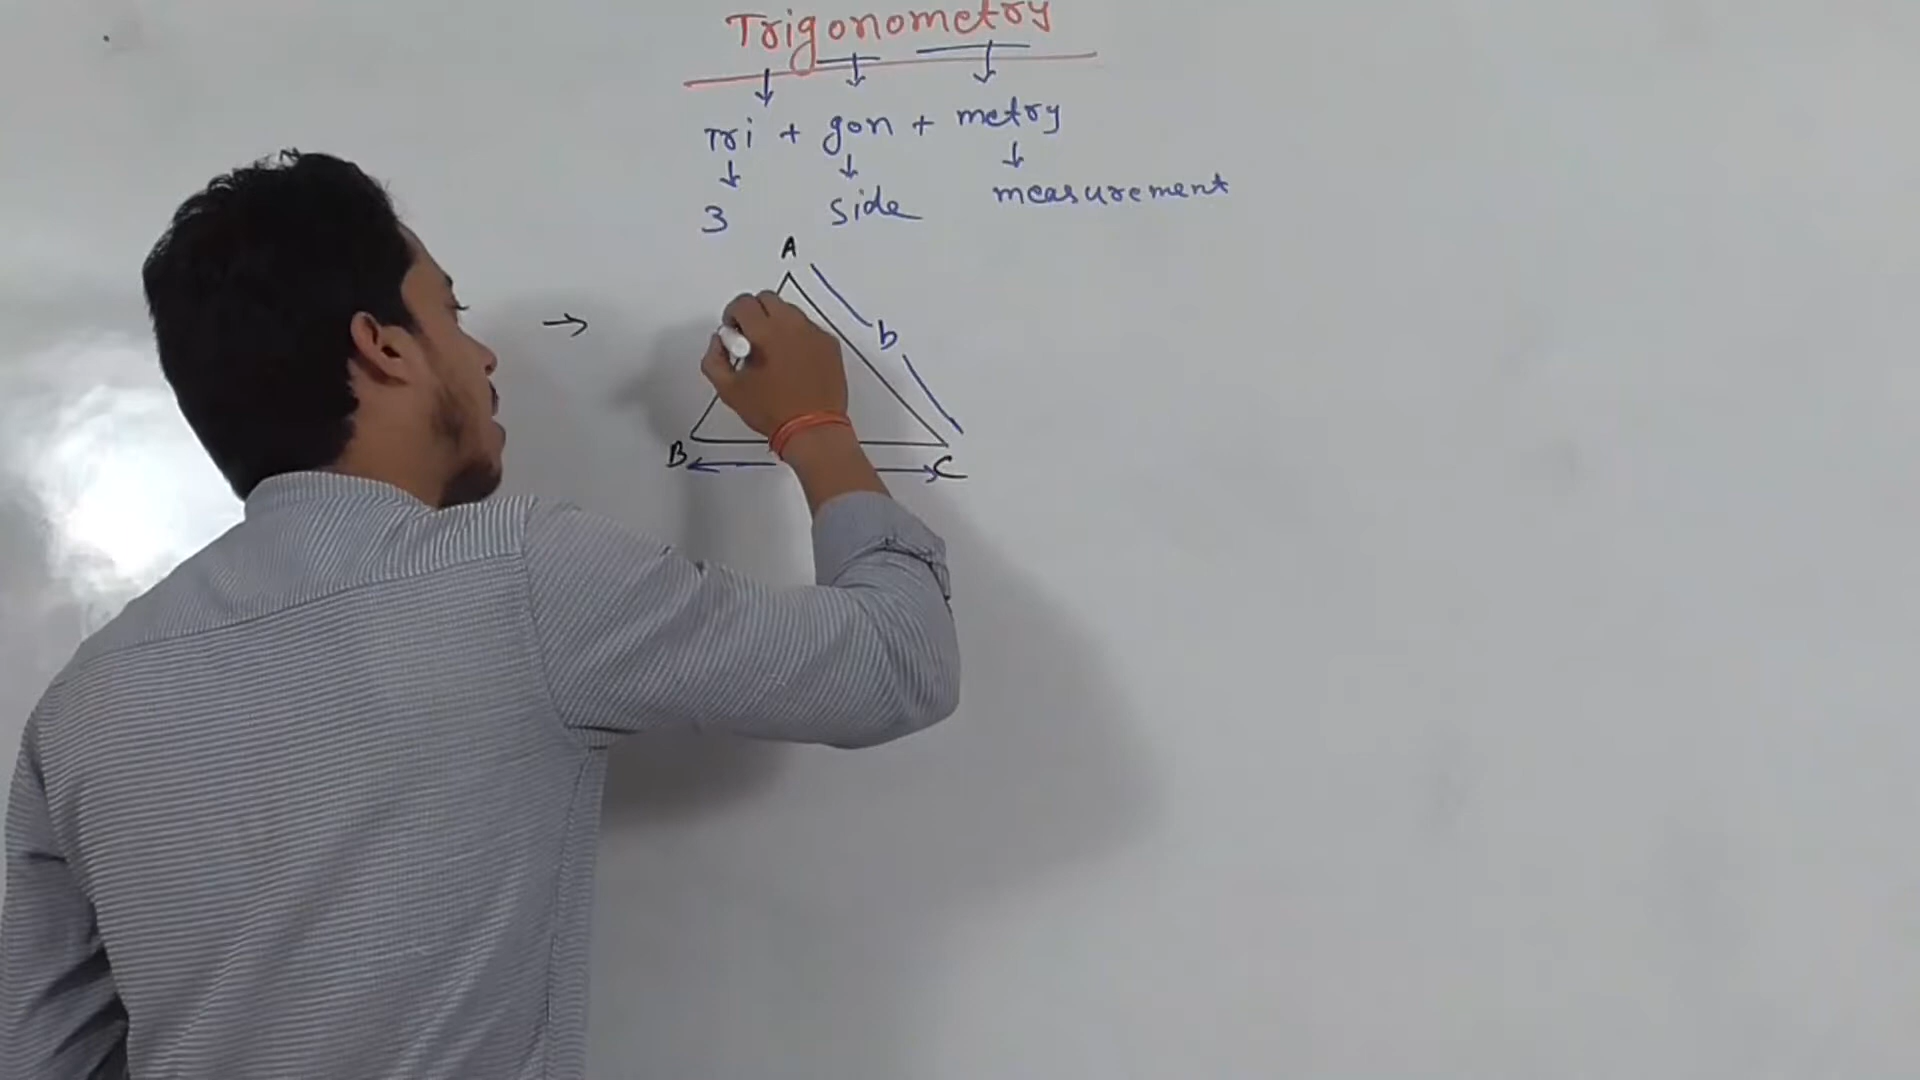 Trigonometry
Tri + gon + metry
3 side measurement
A
b
B C